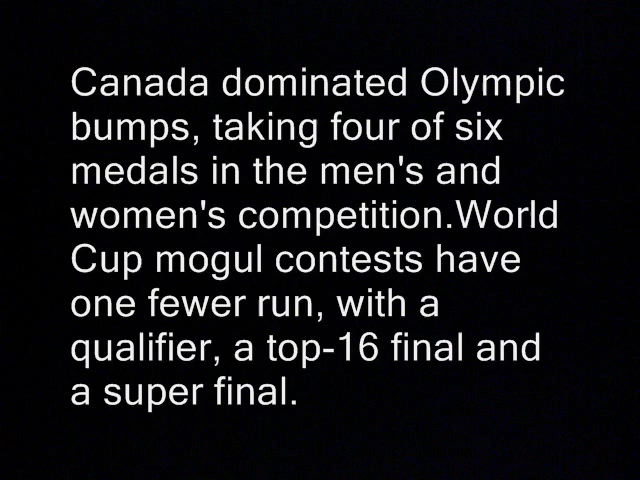 Canada dominated Olympic
bumps, taking four of six
medals in the men's and
women's competition.World
Cup mogul contests have
one fewer run, with a
qualifier, a top-16 final and
a super final.